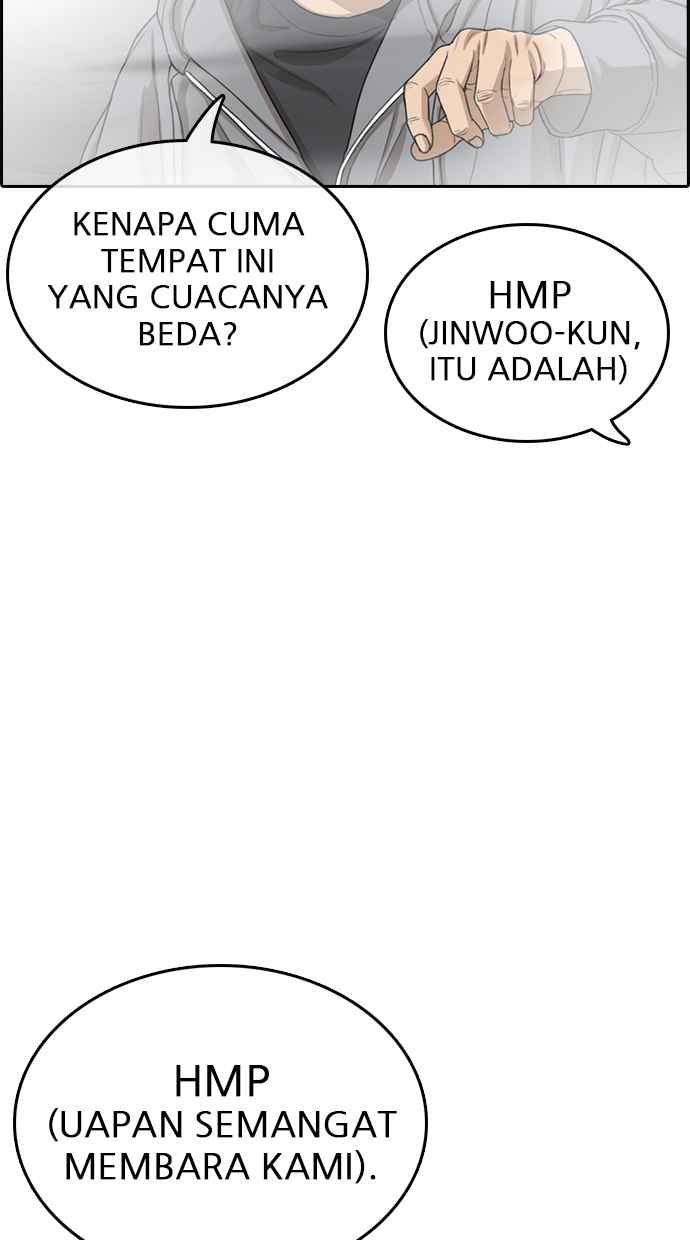 KENAPA CUMA
TEMPAT INI
YANG CUACANYA
BEDA?
HMP
(JINWOO-KUN,
ITU ADALAH)
HMP
(UAPAN SEMANGAT
MEMBARA KAMI).